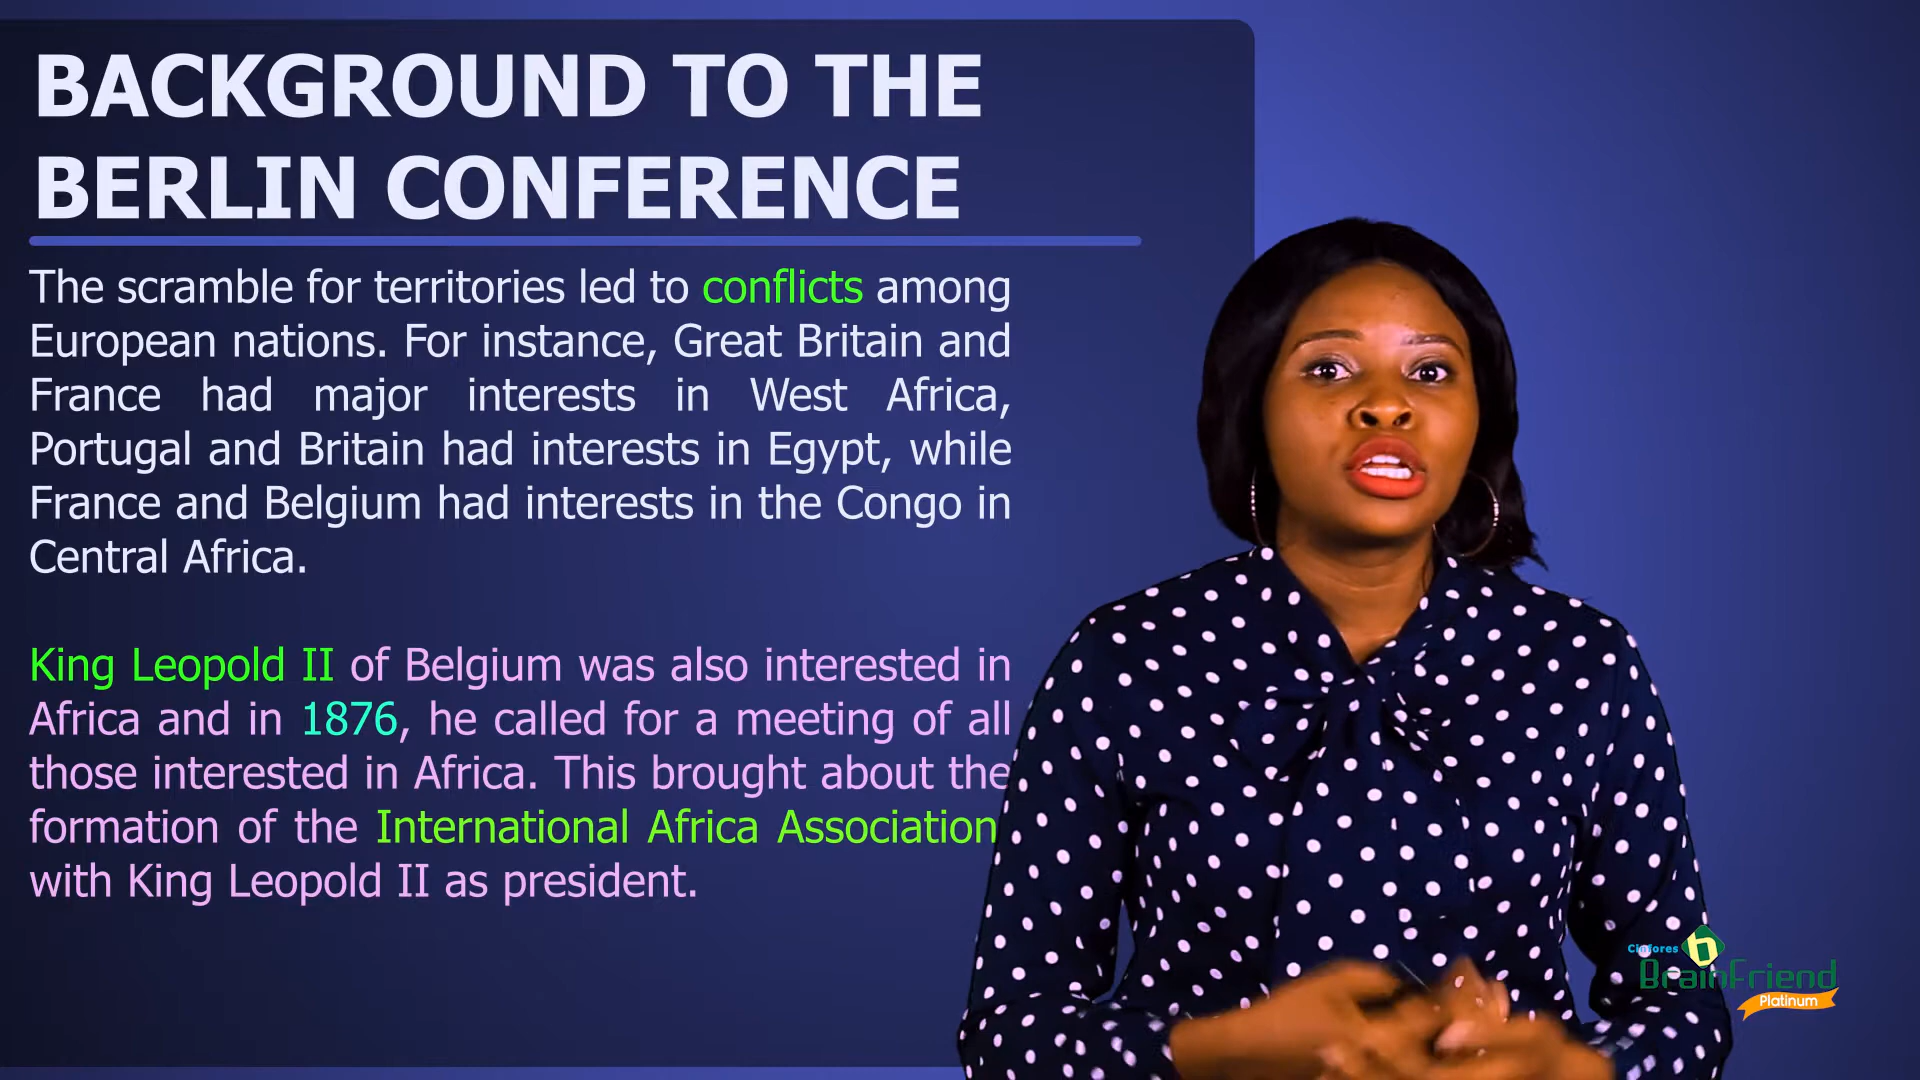 BACKGROUND TO THE
BERLIN CONFERENCE
The scramble for territories led to conflicts among
European nations. For instance, Great Britain and
France had major interests in West Africa,
Portugal and Britain had interests in Egypt, while
France and Belgium had interests in the Congo in
Central Africa.
King Leopold II of Belgium was also interested in
Africa and in 1876, he called for a meeting of all
those interested in Africa. This brought about the
formation of the International Africa Association
with King Leopold II as president.
Cinfores
BrainFriend
Platinum